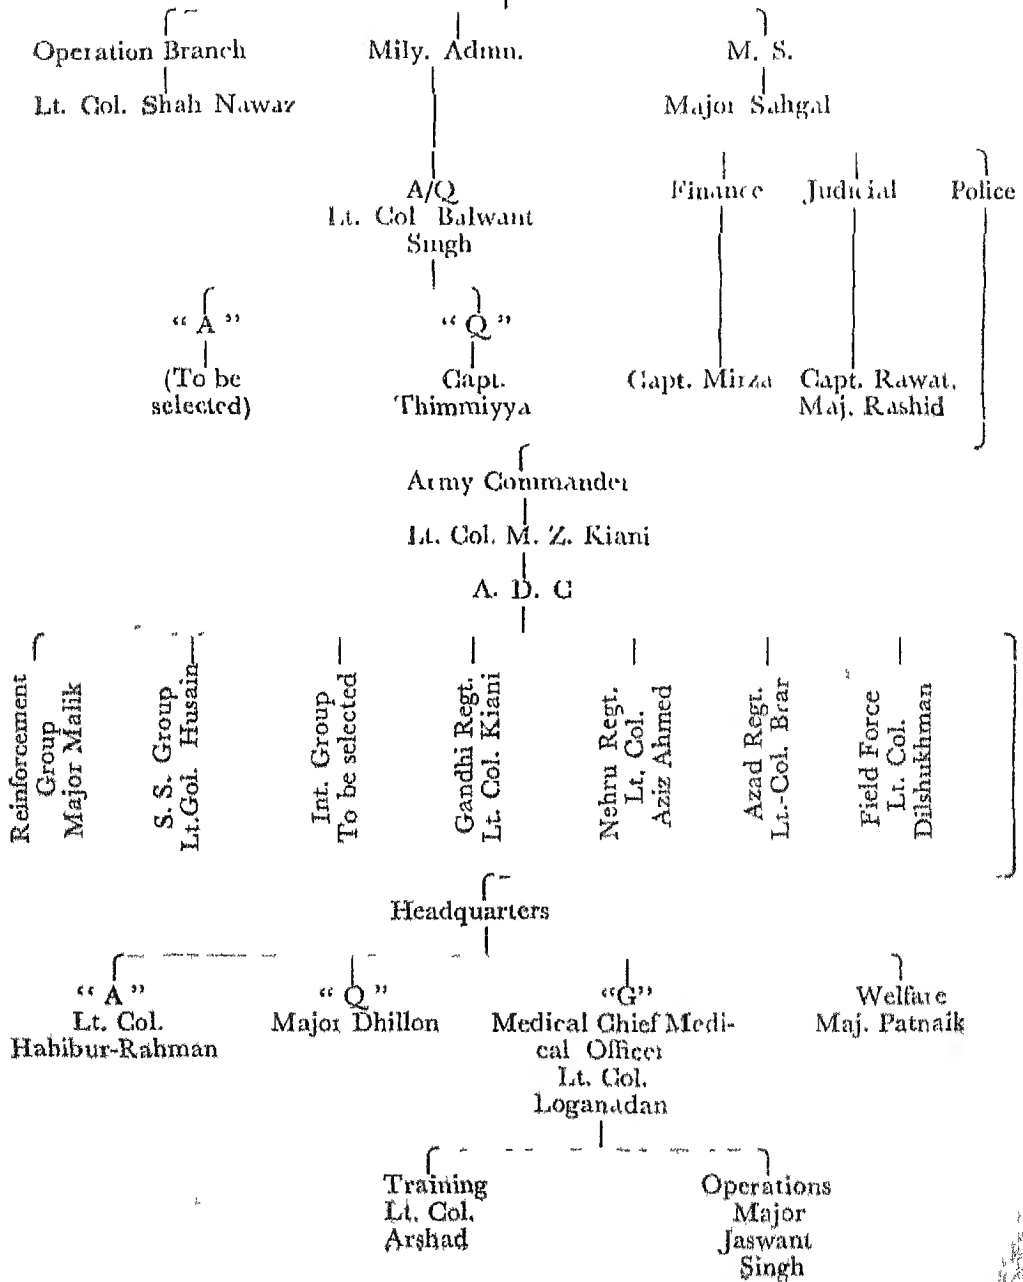 Operation Branch
Mily. Admn.
M. S.
Lt. Col. Shah Nawaz
Major Sahgal
A/Q
Lt. Col Balwant
Singh
Finance
Judicial
Police
“ A ”
(To be
selected)
“ Q ”
Capt.
Thimmiyya
Capt. Mirza
Capt. Rawat.
Maj. Rashid
Army Commander
Lt. Col. M. Z. Kiani
A. D. C
Reinforcement
Group
Major Malik
S. S. Group
Lt.Col. Husain
Int. Group
To be selected
Gandhi Regt.
Lt. Col. Kiani
Nehru Regt.
Lt. Col.
Aziz Ahmed
Azad Regt.
Lt.-Col. Brar
Field Force
Lt. Col.
Dilshukhman
Headquarters
“ A ”
Lt. Col.
Habibur-Rahman
“ Q ”
Major Dhillon
“G”
Medical Chief Medi-
cal Officer
Lt. Col.
Loganadan
Welfare
Maj. Patnaik
Training
Lt. Col.
Arshad
Operations
Major
Jaswant
Singh